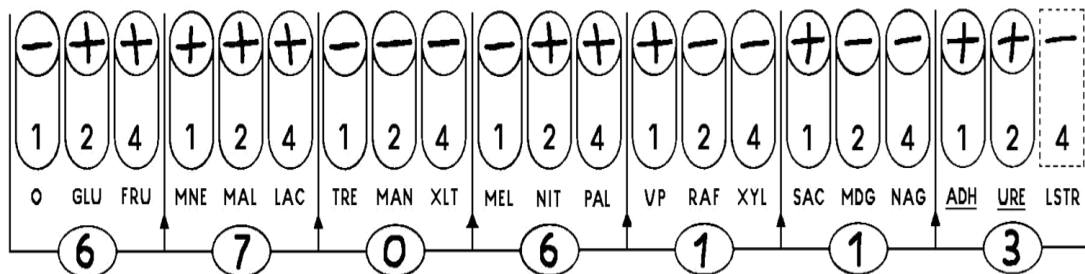 − + + + + + − − − − + + + − − + − − + + −
1 2 4 1 2 4 1 2 4 1 2 4 1 2 4 1 2 4 1 2 4
0 GLU FRU MNE MAL LAC TRE MAN XLT MEL NIT PAL VP RAF XYL SAC MDG NAG ADH URE LSTR
6 7 0 6 1 1 3